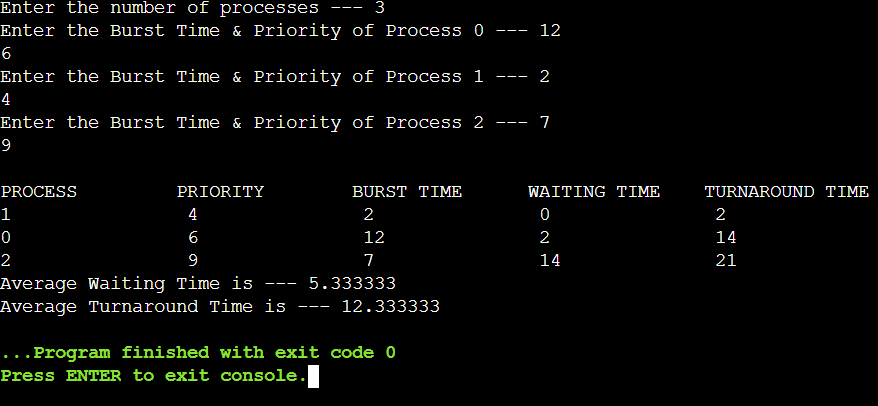 Enter the number of processes --- 3
Enter the Burst Time & Priority of Process 0 --- 12
6
Enter the Burst Time & Priority of Process 1 --- 2
4
Enter the Burst Time & Priority of Process 2 --- 7
9
PROCESS PRIORITY BURST TIME WAITING TIME TURNAROUND TIME
1 4 2 0 2
0 6 12 2 14
2 9 7 14 21
Average Waiting Time is --- 5.333333
Average Turnaround Time is --- 12.333333
...Program finished with exit code 0
Press ENTER to exit console.